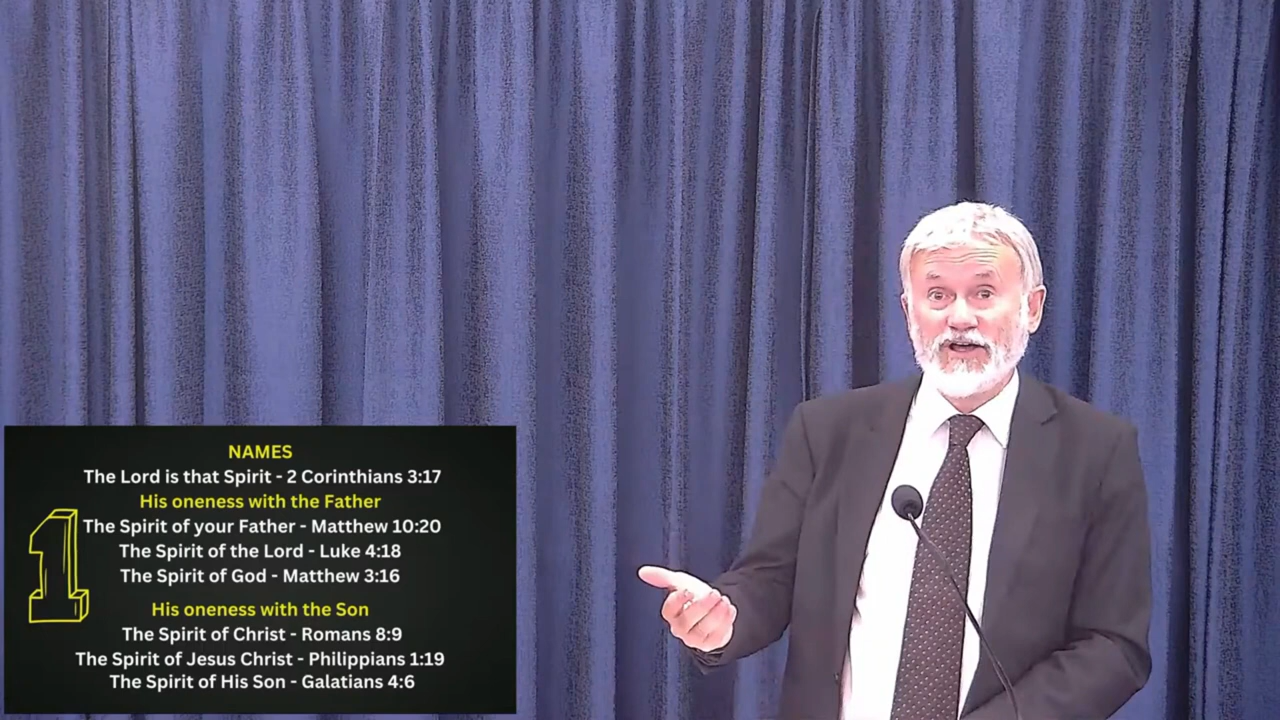 NAMES
The Lord is that Spirit - 2 Corinthians 3:17
His oneness with the Father
1
The Spirit of your Father - Matthew 10:20
The Spirit of the Lord - Luke 4:18
The Spirit of God - Matthew 3:16
His oneness with the Son
The Spirit of Christ - Romans 8:9
The Spirit of Jesus Christ - Philippians 1:19
The Spirit of His Son - Galatians 4:6